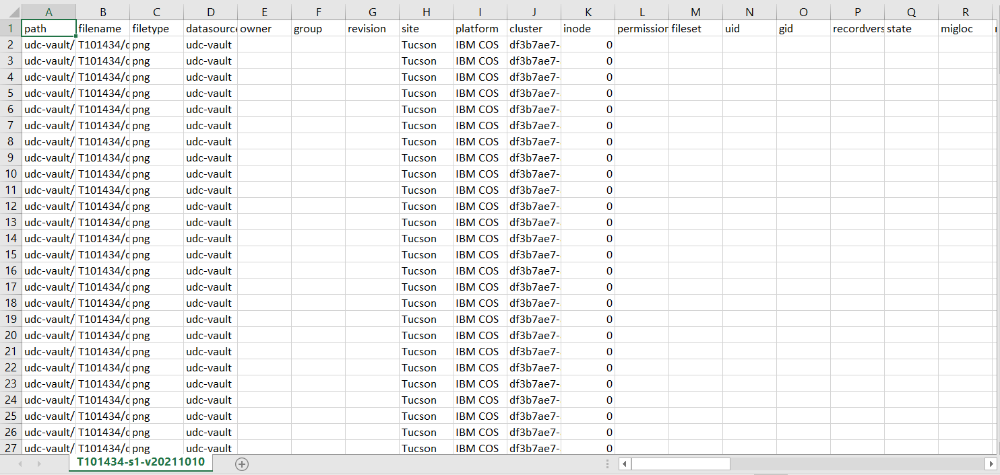 A B C D E F G H I J K L M N O P Q R
1 path filename filetype datasource owner group revision site platform cluster inode permission fileset uid gid recordvers state migloc
2 udc-vault/ T101434/c png udc-vault Tucson IBM COS df3b7ae7- 0
3 udc-vault/ T101434/c png udc-vault Tucson IBM COS df3b7ae7- 0
4 udc-vault/ T101434/c png udc-vault Tucson IBM COS df3b7ae7- 0
5 udc-vault/ T101434/c png udc-vault Tucson IBM COS df3b7ae7- 0
6 udc-vault/ T101434/c png udc-vault Tucson IBM COS df3b7ae7- 0
7 udc-vault/ T101434/c png udc-vault Tucson IBM COS df3b7ae7- 0
8 udc-vault/ T101434/c png udc-vault Tucson IBM COS df3b7ae7- 0
9 udc-vault/ T101434/c png udc-vault Tucson IBM COS df3b7ae7- 0
10 udc-vault/ T101434/c png udc-vault Tucson IBM COS df3b7ae7- 0
11 udc-vault/ T101434/c png udc-vault Tucson IBM COS df3b7ae7- 0
12 udc-vault/ T101434/c png udc-vault Tucson IBM COS df3b7ae7- 0
13 udc-vault/ T101434/c png udc-vault Tucson IBM COS df3b7ae7- 0
14 udc-vault/ T101434/c png udc-vault Tucson IBM COS df3b7ae7- 0
15 udc-vault/ T101434/c png udc-vault Tucson IBM COS df3b7ae7- 0
16 udc-vault/ T101434/c png udc-vault Tucson IBM COS df3b7ae7- 0
17 udc-vault/ T101434/c png udc-vault Tucson IBM COS df3b7ae7- 0
18 udc-vault/ T101434/c png udc-vault Tucson IBM COS df3b7ae7- 0
19 udc-vault/ T101434/c png udc-vault Tucson IBM COS df3b7ae7- 0
20 udc-vault/ T101434/c png udc-vault Tucson IBM COS df3b7ae7- 0
21 udc-vault/ T101434/c png udc-vault Tucson IBM COS df3b7ae7- 0
22 udc-vault/ T101434/c png udc-vault Tucson IBM COS df3b7ae7- 0
23 udc-vault/ T101434/c png udc-vault Tucson IBM COS df3b7ae7- 0
24 udc-vault/ T101434/c png udc-vault Tucson IBM COS df3b7ae7- 0
25 udc-vault/ T101434/c png udc-vault Tucson IBM COS df3b7ae7- 0
26 udc-vault/ T101434/c png udc-vault Tucson IBM COS df3b7ae7- 0
27 udc-vault/ T101434/c png udc-vault Tucson IBM COS df3b7ae7- 0
T101434-s1-v20211010